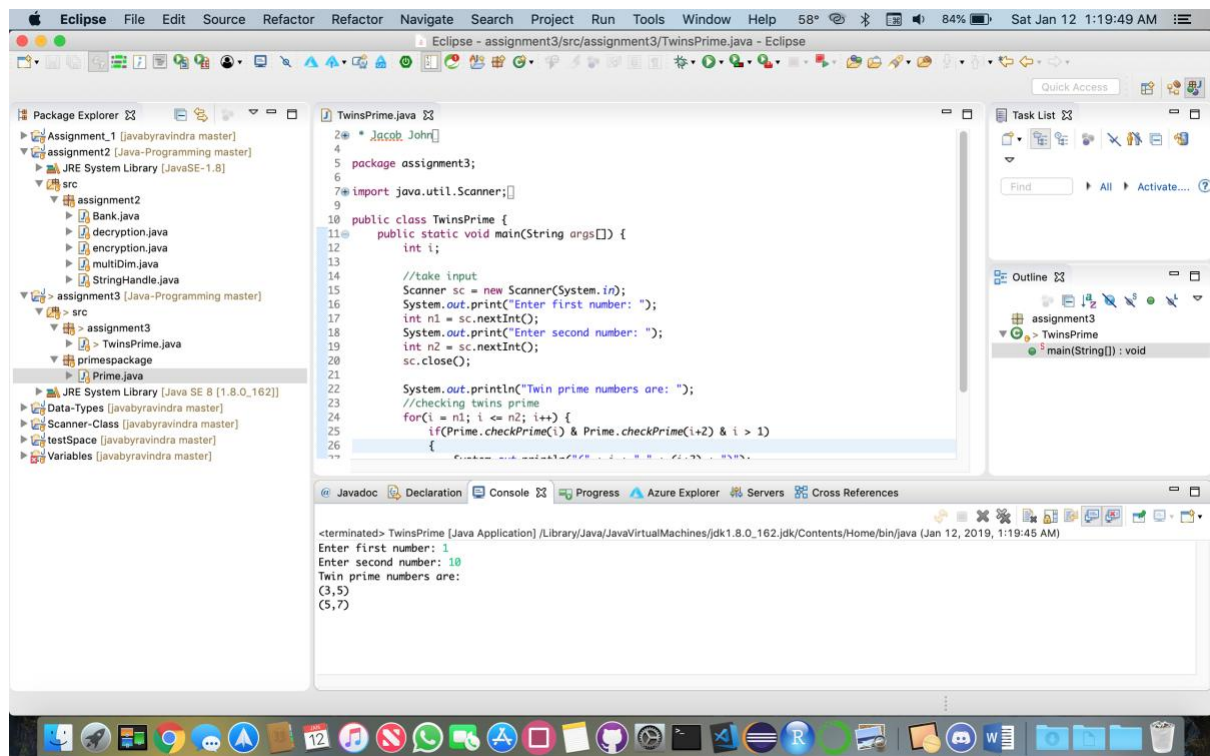 Eclipse File Edit Source Refactor Refactor Navigate Search Project Run Tools Window Help 58° 84% Sat Jan 12 1:19:49 AM
Eclipse - assignment3/src/assignment3/TwinsPrime.java - Eclipse
Quick Access
Package Explorer
Assignment_1 [javabyravindra master]
assignment2 [Java-Programming master]
JRE System Library [JavaSE-1.8]
src
assignment2
Bank.java
decryption.java
encryption.java
multiDim.java
StringHandle.java
> assignment3 [Java-Programming master]
> src
> assignment3
> TwinsPrime.java
primespackage
Prime.java
JRE System Library [Java SE 8 [1.8.0_162]]
Data-Types [javabyravindra master]
Scanner-Class [javabyravindra master]
testSpace [javabyravindra master]
Variables [javabyravindra master]
TwinsPrime.java
2 * Jacob John
4
5 package assignment3;
6
7 import java.util.Scanner;
9
10 public class TwinsPrime {
11 public static void main(String args[]) {
12 int i;
13
14 //take input
15 Scanner sc = new Scanner(System.in);
16 System.out.print("Enter first number: ");
17 int n1 = sc.nextInt();
18 System.out.print("Enter second number: ");
19 int n2 = sc.nextInt();
20 sc.close();
21
22 System.out.println("Twin prime numbers are: ");
23 //checking twins prime
24 for(i = n1; i <= n2; i++) {
25 if(Prime.checkPrime(i) & Prime.checkPrime(i+2) & i > 1)
26 {
Task List
Find All Activate....
Outline
assignment3
> TwinsPrime
main(String[]) : void
Javadoc Declaration Console Progress Azure Explorer Servers Cross References
<terminated> TwinsPrime [Java Application] /Library/Java/JavaVirtualMachines/jdk1.8.0_162.jdk/Contents/Home/bin/java (Jan 12, 2019, 1:19:45 AM)
Enter first number: 1
Enter second number: 10
Twin prime numbers are:
(3,5)
(5,7)